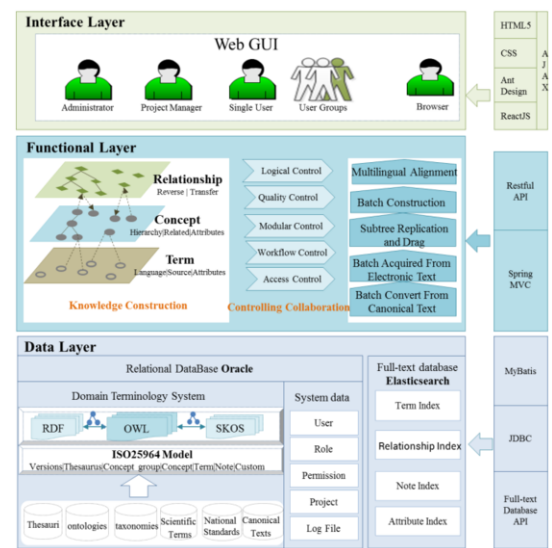 Interface Layer
Web GUI
Administrator
Project Manager
Single User
User Groups
Browser
HTML5
CSS
Ant
Design
ReactJS
A
J
A
X
Functional Layer
Relationship
Reverse | Transfer
Concept
Hierarchy|Related|Attributes
Term
Language|Source|Attributes
Knowledge Construction
Logical Control
Quality Control
Modular Control
Workflow Control
Access Control
Controlling Collaboration
Multilingual Alignment
Batch Construction
Subtree Replication
and Drag
Batch Acquired From
Electronic Text
Batch Convert From
Canonical Text
Restful
API
Spring
MVC
Data Layer
Relational DataBase Oracle
Domain Terminology System
RDF
OWL
SKOS
ISO25964 Model
Versions|Thesaurus|Concept group|Concept|Term|Note|Custom
Thesauri
ontologies
taxonomies
Scientific
Terms
National
Standards
Canonical
Texts
System data
User
Role
Permission
Project
Log File
Full-text database
Elasticsearch
Term Index
Relationship Index
Note Index
Attribute Index
MyBatis
JDBC
Full-text
Database
API